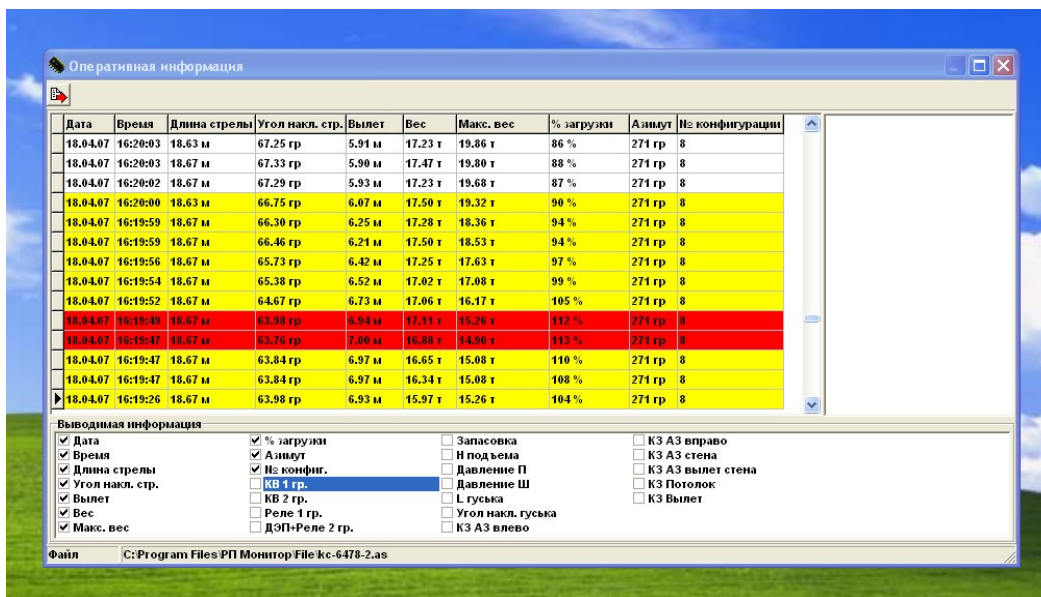 Оперативная информация
Дата Время Длина стрелы Угол накл. стр. Вылет Вес Макс. вес % загрузки Азимут № конфигурации
18.04.07 16:20:03 18.63 м 67.25 гр 5.91 м 17.23 т 19.86 т 86 % 271 гр 8
18.04.07 16:20:03 18.67 м 67.33 гр 5.90 м 17.47 т 19.80 т 88 % 271 гр 8
18.04.07 16:20:02 18.67 м 67.29 гр 5.93 м 17.23 т 19.68 т 87 % 271 гр 8
18.04.07 16:20:00 18.63 м 66.75 гр 6.07 м 17.50 т 19.32 т 90 % 271 гр 8
18.04.07 16:19:59 18.67 м 66.30 гр 6.25 м 17.28 т 18.36 т 94 % 271 гр 8
18.04.07 16:19:59 18.67 м 66.46 гр 6.21 м 17.50 т 18.53 т 94 % 271 гр 8
18.04.07 16:19:56 18.67 м 65.73 гр 6.42 м 17.25 т 17.63 т 97 % 271 гр 8
18.04.07 16:19:54 18.67 м 65.38 гр 6.52 м 17.02 т 17.08 т 99 % 271 гр 8
18.04.07 16:19:52 18.67 м 64.67 гр 6.73 м 17.06 т 16.17 т 105 % 271 гр 8
18.04.07 16:19:49 18.67 м 63.98 гр 6.94 м 17.11 т 15.26 т 112 % 271 гр 8
18.04.07 16:19:47 18.67 м 63.76 гр 7.00 м 16.88 т 14.90 т 113 % 271 гр 8
18.04.07 16:19:47 18.67 м 63.84 гр 6.97 м 16.65 т 15.08 т 110 % 271 гр 8
18.04.07 16:19:47 18.67 м 63.84 гр 6.97 м 16.34 т 15.08 т 108 % 271 гр 8
18.04.07 16:19:26 18.67 м 63.98 гр 6.93 м 15.97 т 15.26 т 104 % 271 гр 8
Выводимая информация
Дата % загрузки Запасовка КЗ АЗ вправо
Время Азимут Н подъема КЗ АЗ стена
Длина стрелы № конфиг. Давление П КЗ АЗ вылет стена
Угол накл. стр. КВ 1 гр. Давление Ш КЗ Потолок
Вылет КВ 2 гр. L гуська КЗ Вылет
Вес Реле 1 гр. Угол накл. гуська
Макс. вес ДЭП+Реле 2 гр. КЗ АЗ влево
Файл C:\Program Files\РП Монитор\File\kc-6478-2.as